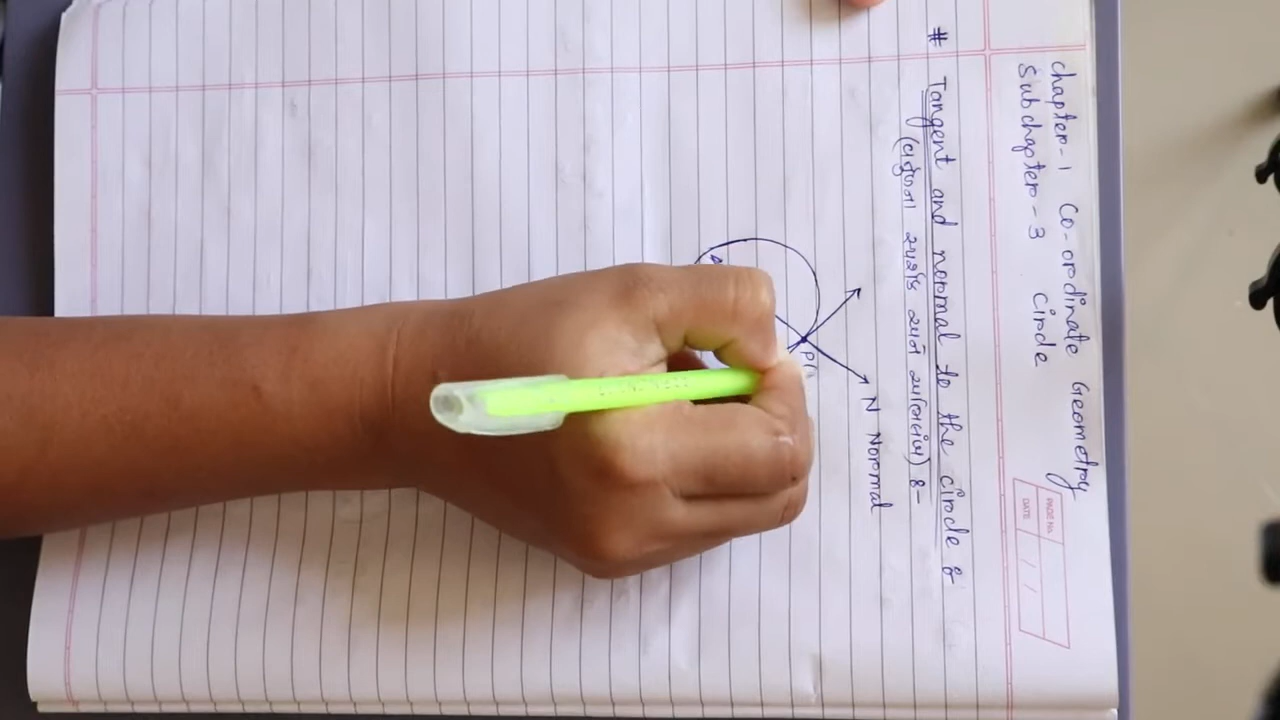 chapter-1 Co-ordinate Geometry
Subchapter-3 Circle
PAGE No.
DATE / /
# Tangent and normal to the circle :-
(વર્તુળના સ્પર્શક અને અભિલંબ) :-
N Normal
P(
A